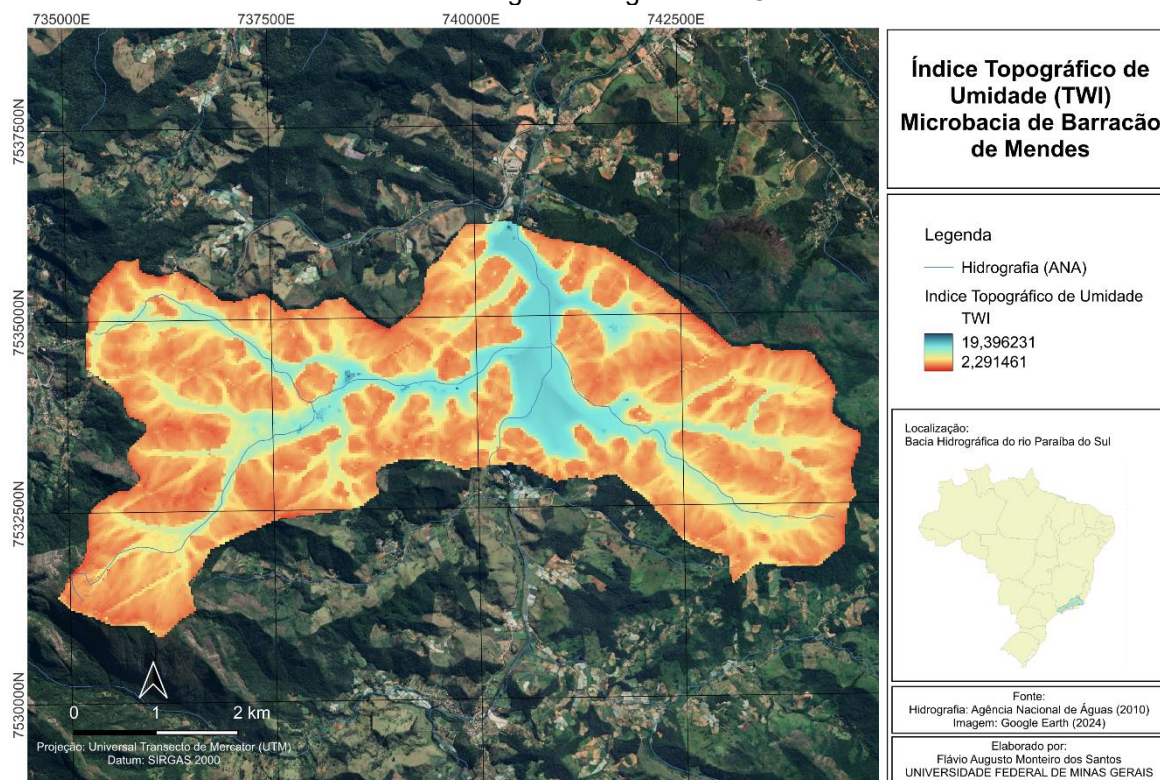 735000E
737500E
740000E
742500E
7537500N
7535000N
7532500N
7530000N
0 1 2 km
Projeção: Universal Transecto de Mercator (UTM)
Datum: SIRGAS 2000
Índice Topográfico de
Umidade (TWI)
Microbacia de Barracão
de Mendes
Legenda
Hidrografia (ANA)
Indice Topográfico de Umidade
TWI
19,396231
2,291461
Localização:
Bacia Hidrográfica do rio Paraíba do Sul
Fonte:
Hidrografia: Agência Nacional de Águas (2010)
Imagem: Google Earth (2024)
Elaborado por:
Flávio Augusto Monteiro dos Santos
UNIVERSIDADE FEDERAL DE MINAS GERAIS